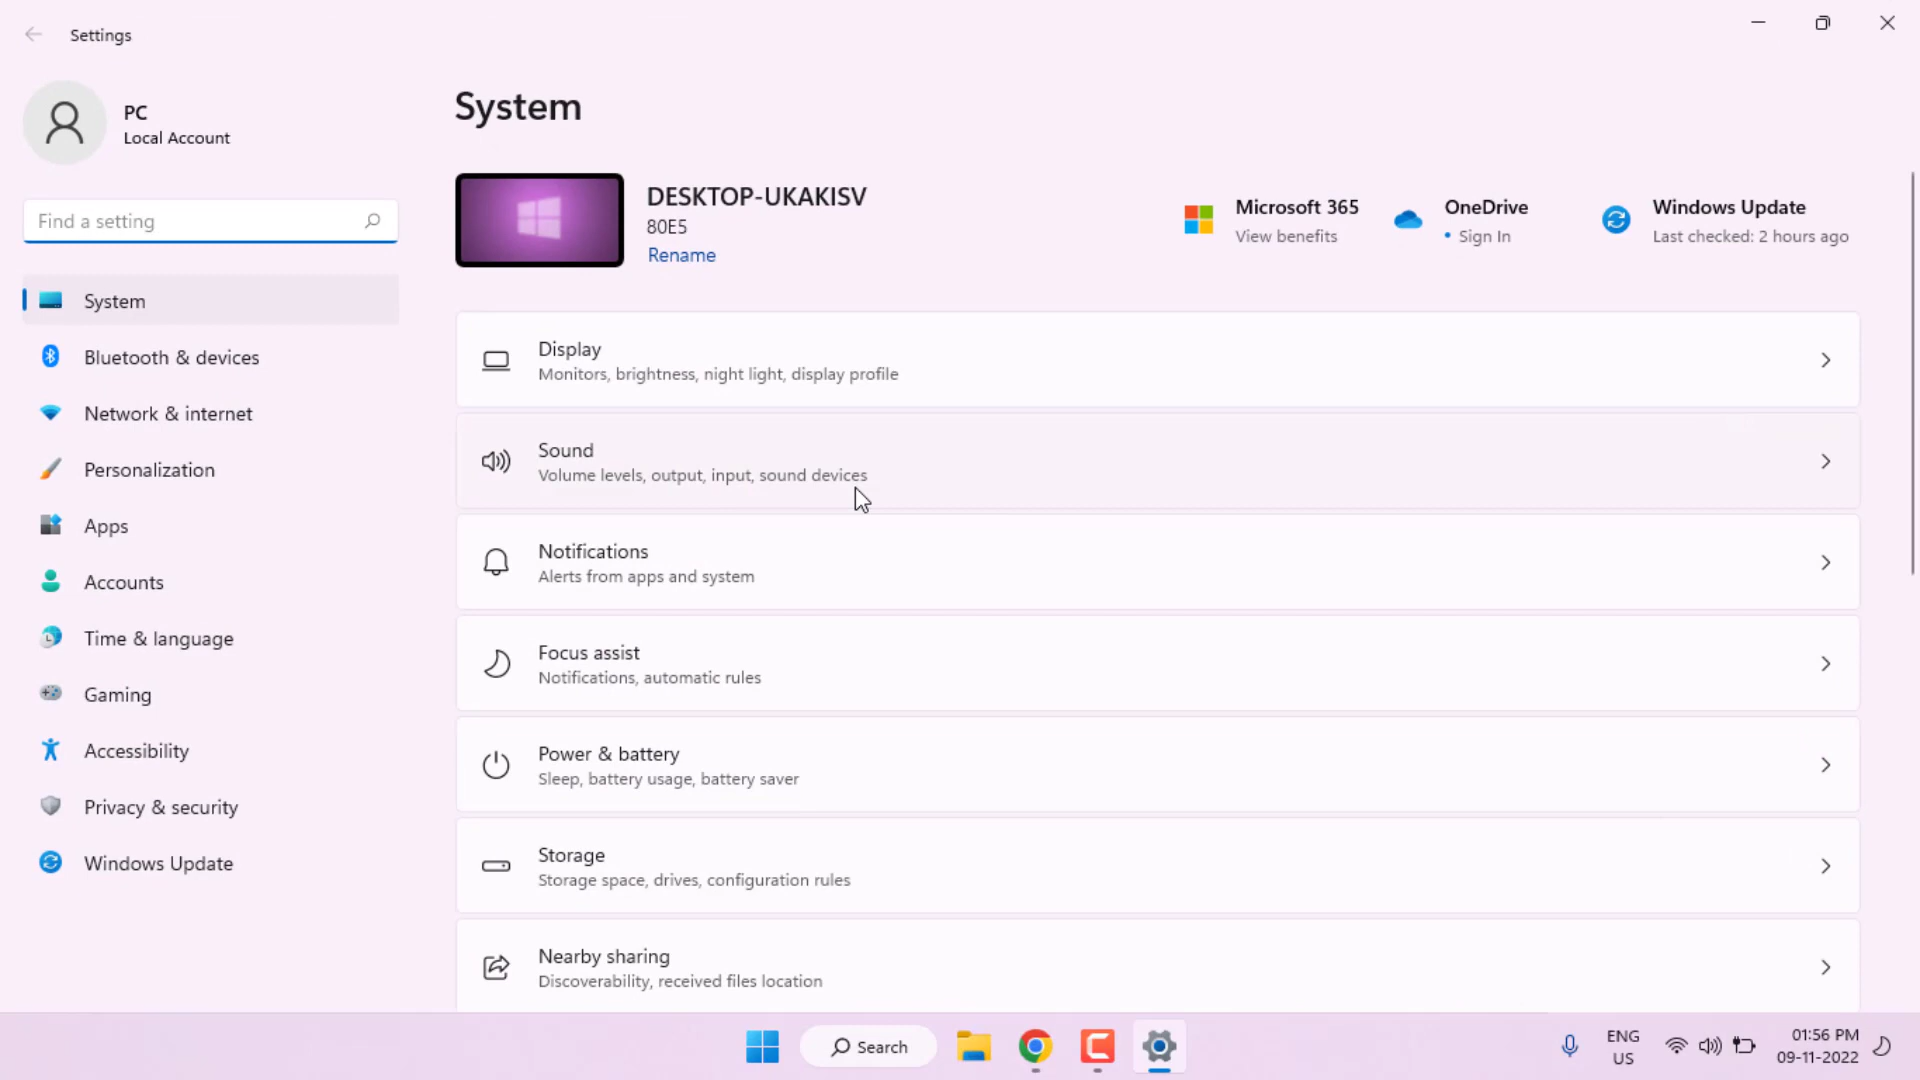 Settings
PC
Local Account
Find a setting
System
Bluetooth & devices
Network & internet
Personalization
Apps
Accounts
Time & language
Gaming
Accessibility
Privacy & security
Windows Update
System
DESKTOP-UKAKISV
80E5
Rename
Microsoft 365
View benefits
OneDrive
• Sign In
Windows Update
Last checked: 2 hours ago
Display
Monitors, brightness, night light, display profile
Sound
Volume levels, output, input, sound devices
Notifications
Alerts from apps and system
Focus assist
Notifications, automatic rules
Power & battery
Sleep, battery usage, battery saver
Storage
Storage space, drives, configuration rules
Nearby sharing
Discoverability, received files location
Search
ENG
US
01:56 PM
09-11-2022